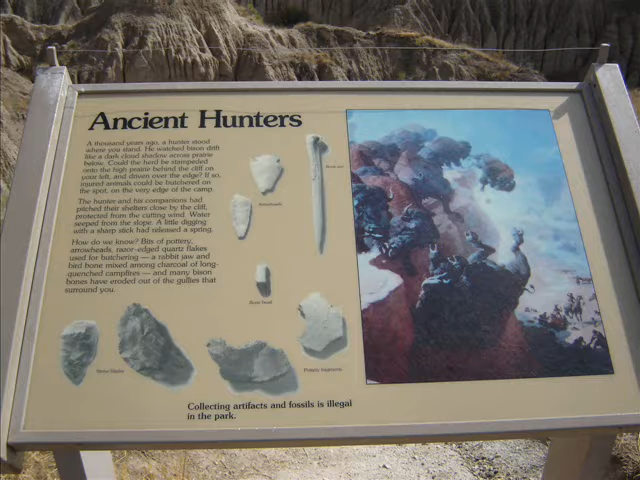 Ancient Hunters
A thousand years ago, a hunter stood
where you stand. He watched bison drift
like a dark cloud shadow across prairie
below. Could the herd be stampeded
onto the high prairie behind the cliff on
your left, and driven over the edge? If so,
injured animals could be butchered on
the spot, on the very edge of the camp.
The hunter and his companions had
pitched their shelters close by the cliff,
protected from the cutting wind. Water
seeped from the slope. A little digging
with a sharp stick had released a spring.
How do we know? Bits of pottery,
arrowheads, razor-edged quartz flakes
used for butchering — a rabbit jaw and
bird bone mixed among charcoal of long-
quenched campfires — and many bison
bones have eroded out of the gullies that
surround you.
Arrowheads
Bone bead
Pottery fragments
Collecting artifacts and fossils is illegal
in the park.